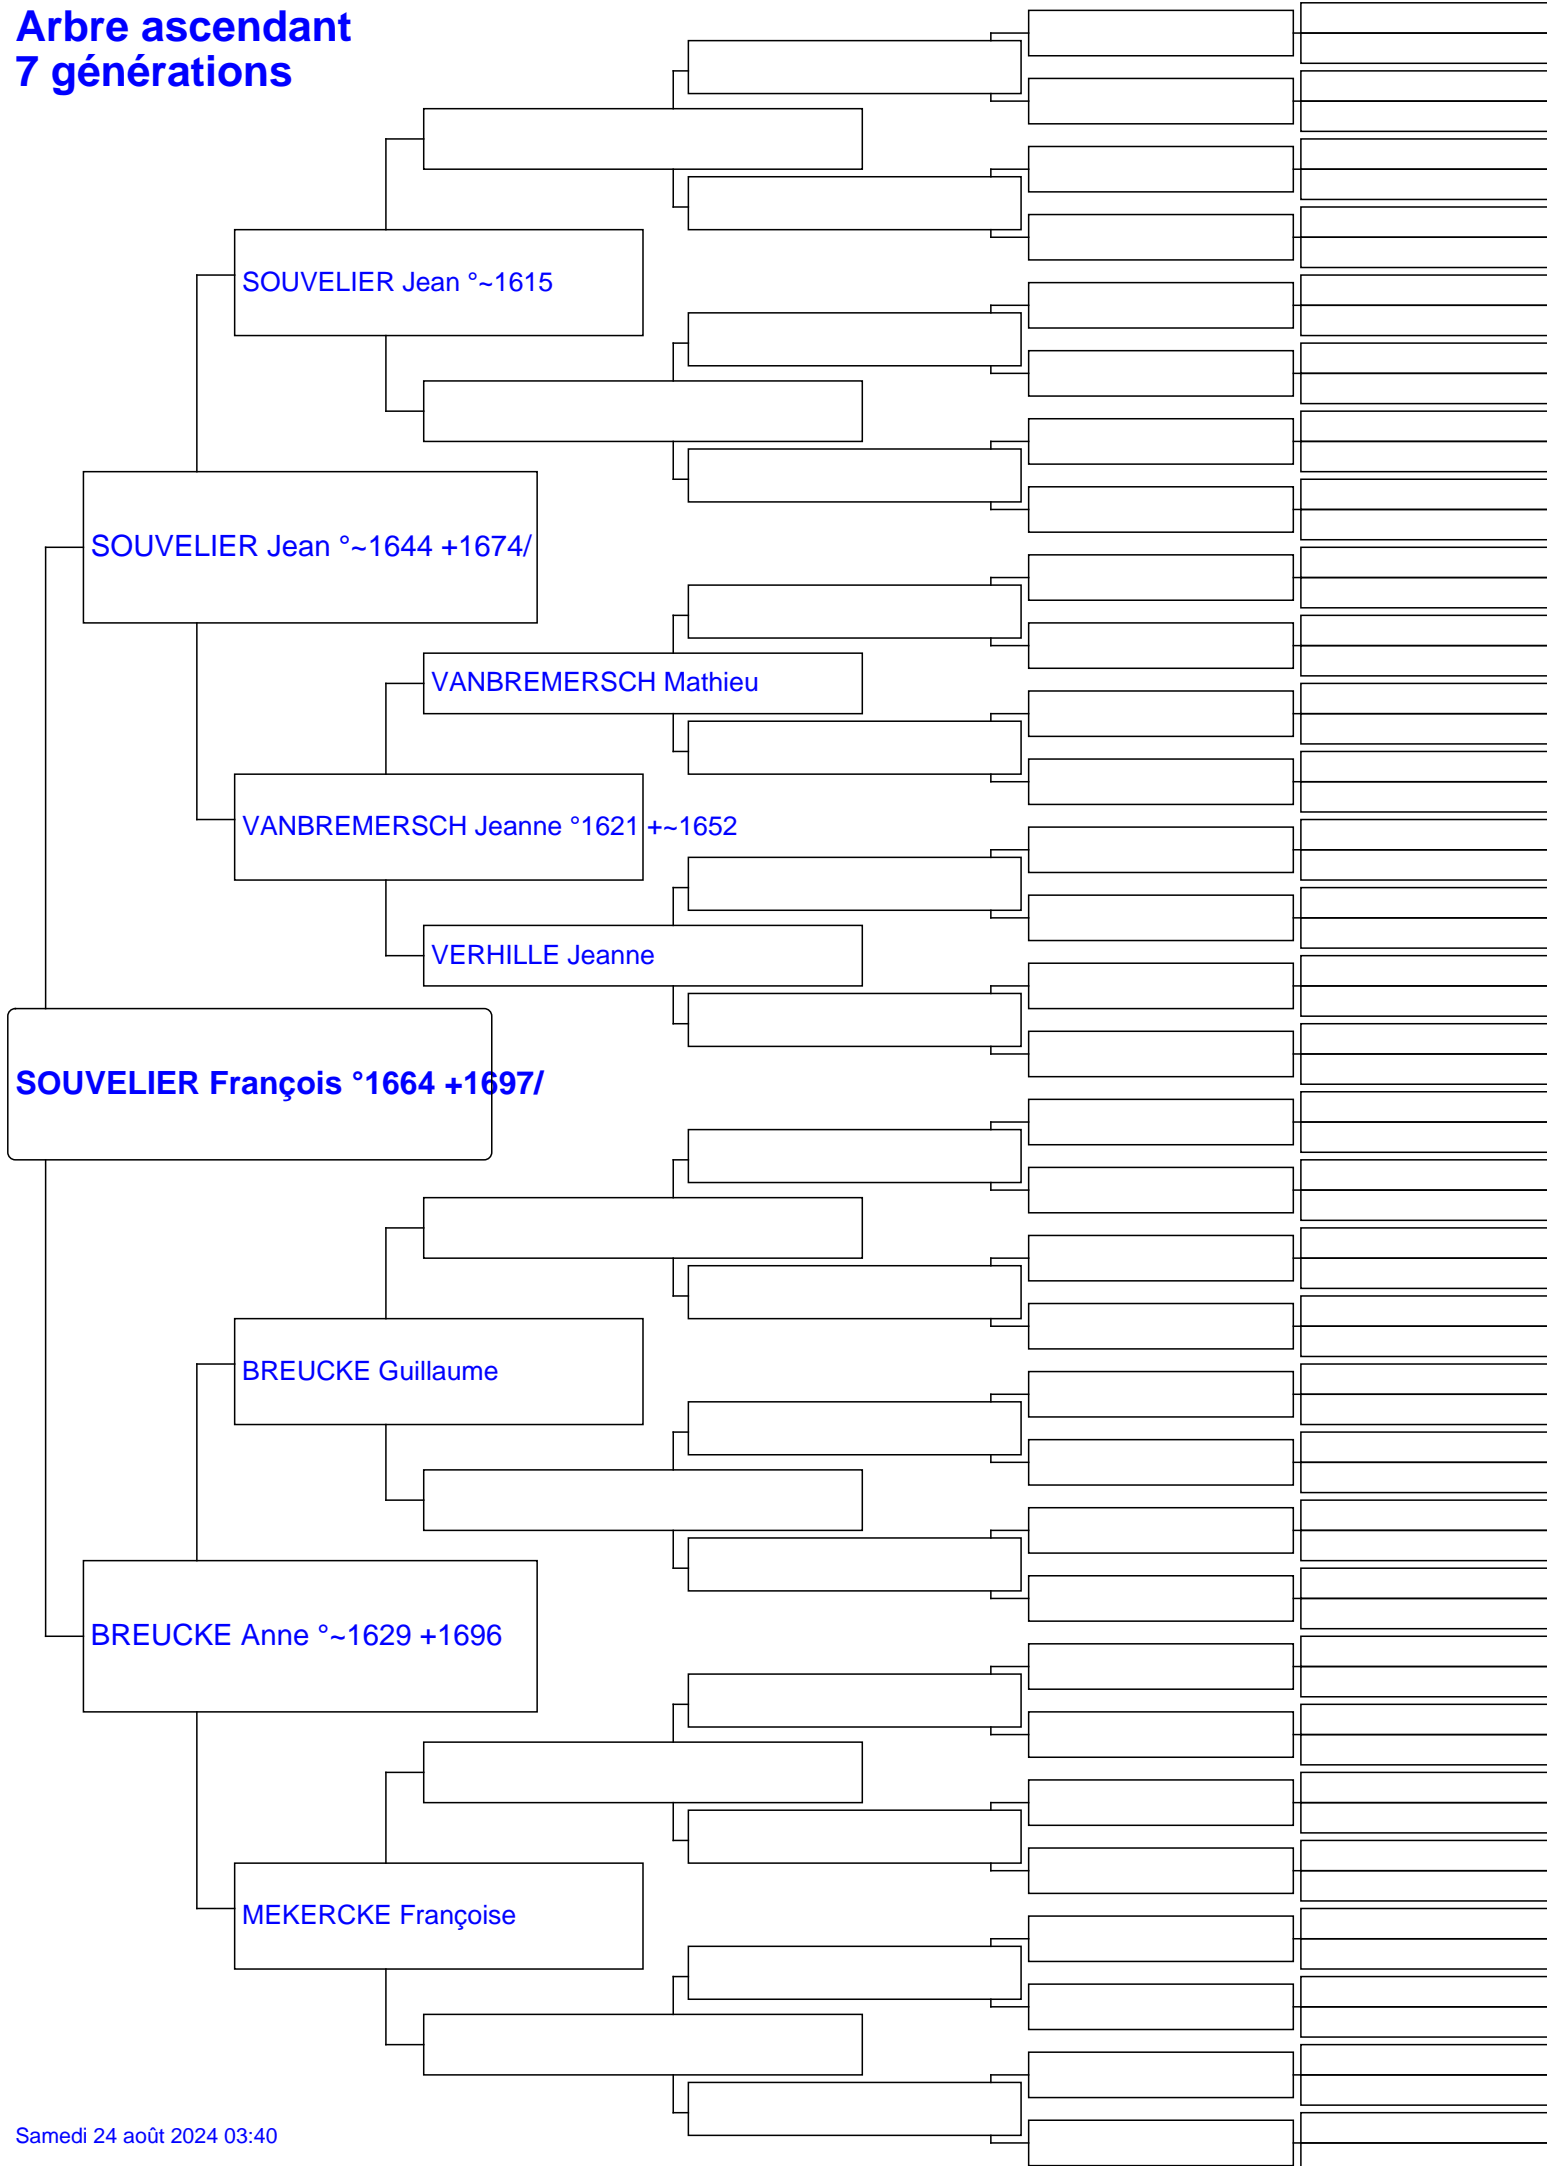 Arbre ascendant
7 générations
SOUVELIER Jean °~1615
SOUVELIER Jean °~1644 +1674/
VANBREMERSCH Mathieu
VANBREMERSCH Jeanne °1621 +~1652
VERHILLE Jeanne
SOUVELIER François °1664 +1697/
BREUCKE Guillaume
BREUCKE Anne °~1629 +1696
MEKERCKE Françoise
Samedi 24 août 2024 03:40